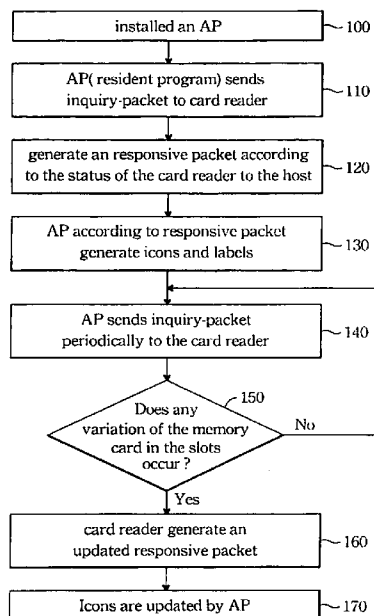 installed an AP
100
AP( resident program) sends
inquiry-packet to card reader
110
generate an responsive packet according
to the status of the card reader to the host
120
AP according to responsive packet
generate icons and labels
130
AP sends inquiry-packet
periodically to the card reader
140
150
Does any
variation of the memory
card in the slots
occur ?
No
Yes
card reader generate an
updated responsive packet
160
Icons are updated by AP
170